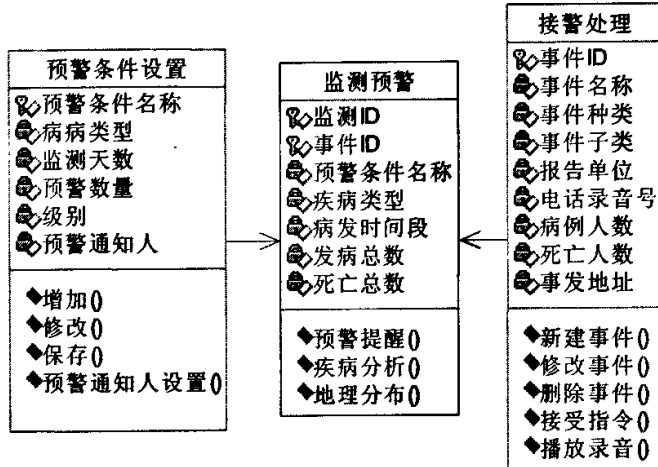 预警条件设置
预警条件名称
病病类型
监测天数
预警数量
级别
预警通知人
增加()
修改()
保存()
预警通知人设置()
监测预警
监测ID
事件ID
预警条件名称
疾病类型
病发时间段
发病总数
死亡总数
预警提醒()
疾病分析()
地理分布()
接警处理
事件ID
事件名称
事件种类
事件子类
报告单位
电话录音号
病例人数
死亡人数
事发地址
新建事件()
修改事件()
删除事件()
接受指令()
播放录音()